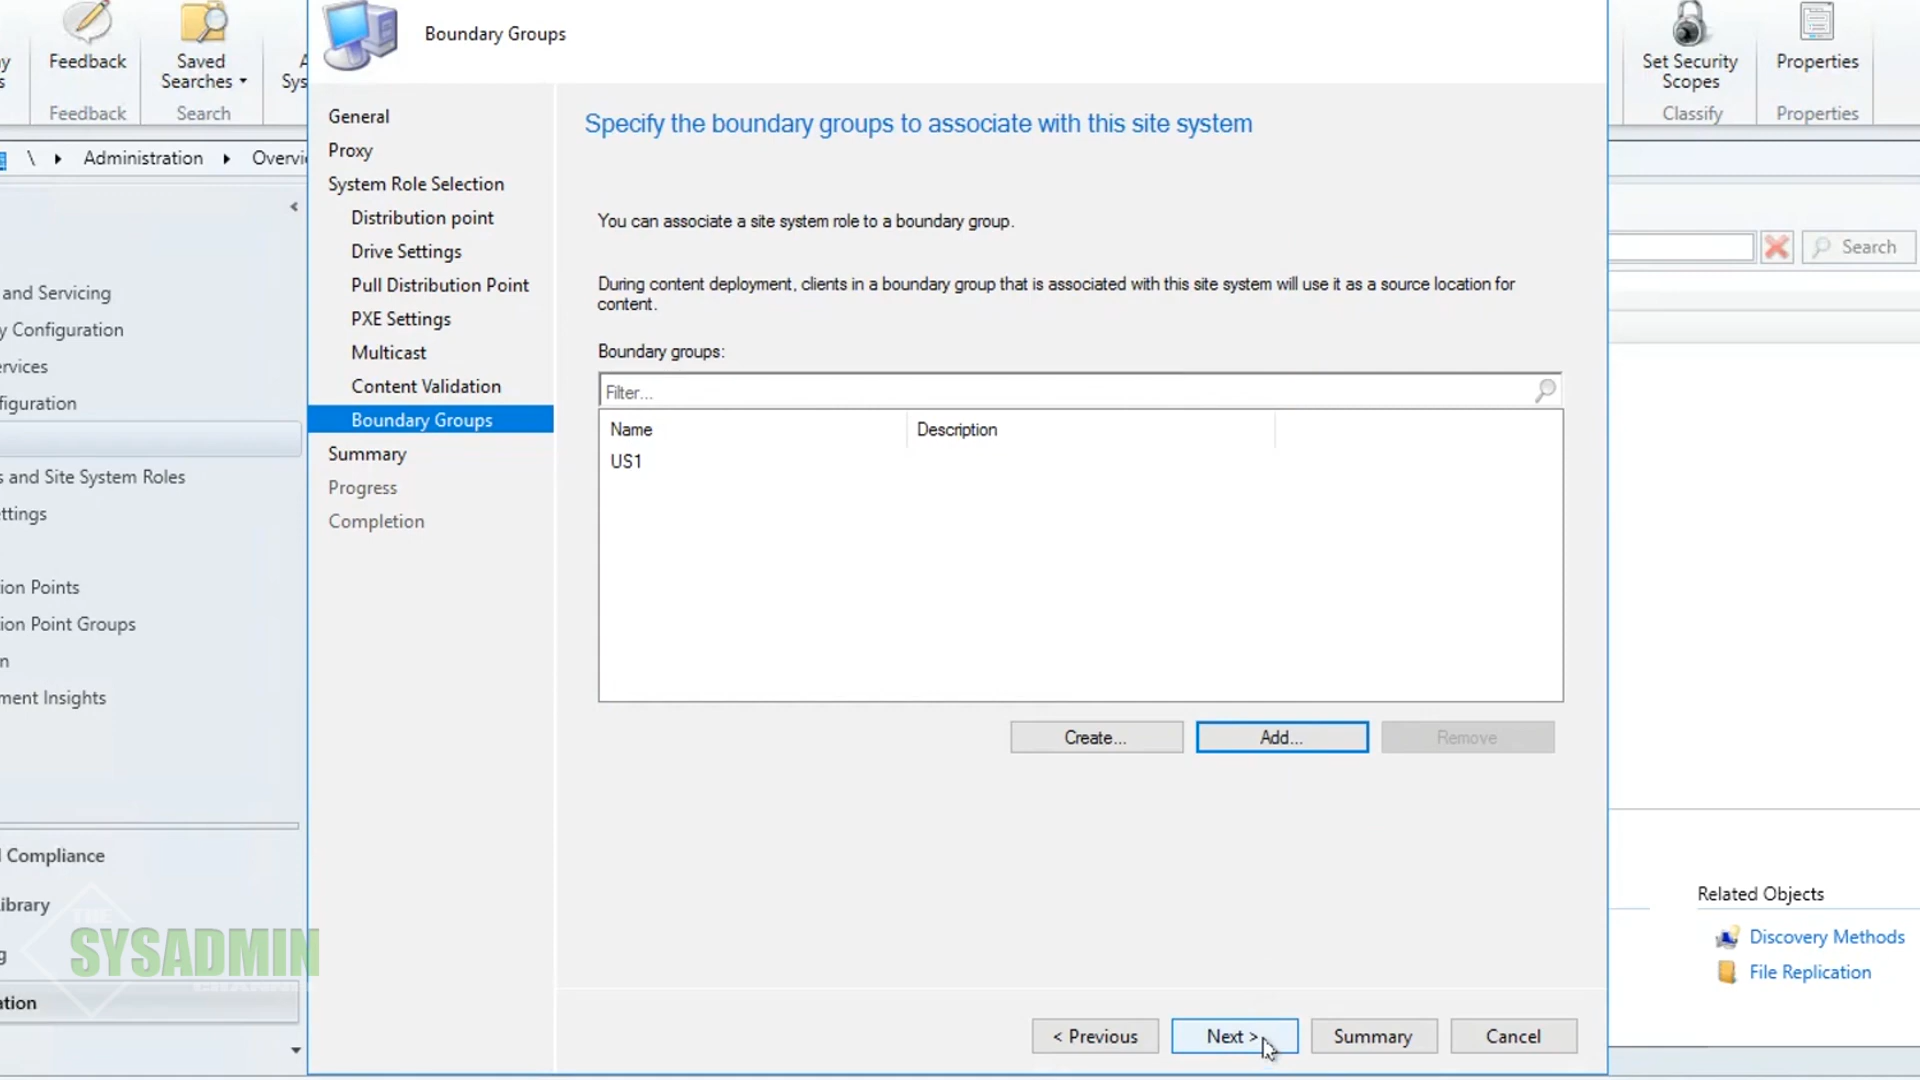 Boundary Groups
Feedback
Saved
Searches
Feedback
Search
Set Security
Scopes
Properties
Classify
Properties
\ Administration Overvi
General
Proxy
System Role Selection
Distribution point
Drive Settings
Pull Distribution Point
PXE Settings
Multicast
Content Validation
Boundary Groups
Summary
Progress
Completion
Specify the boundary groups to associate with this site system
You can associate a site system role to a boundary group.
During content deployment, clients in a boundary group that is associated with this site system will use it as a source location for
content.
Boundary groups:
Filter...
Name Description
US1
Create... Add... Remove
< Previous Next > Summary Cancel
and Servicing
y Configuration
ervices
figuration
s and Site System Roles
ettings
ion Points
ion Point Groups
n
ment Insights
l Compliance
ibrary
g
ation
THE
SYSADMIN
CHANNEL
Search
Related Objects
Discovery Methods
File Replication